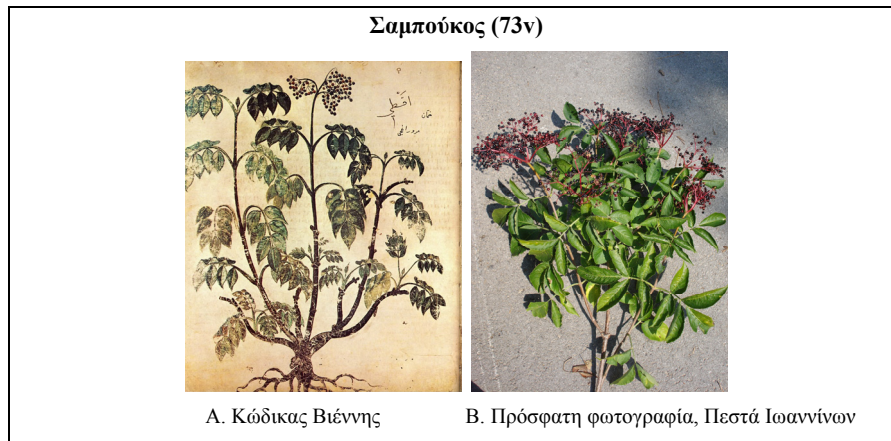 Σαμπούκος (73v)
Α. Κώδικας Βιέννης
Β. Πρόσφατη φωτογραφία, Πεστά Ιωαννίνων